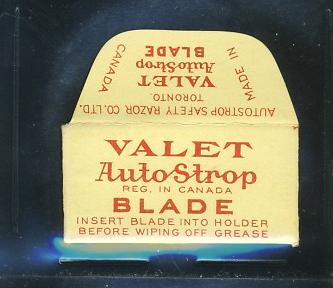 VALET
AutoStrop
REG. IN CANADA
BLADE
INSERT BLADE INTO HOLDER
BEFORE WIPING OFF GREASE
AUTOSTROP SAFETY RAZOR CO. LTD.
TORONTO.
VALET
AutoStrop
BLADE
MADE IN
CANADA